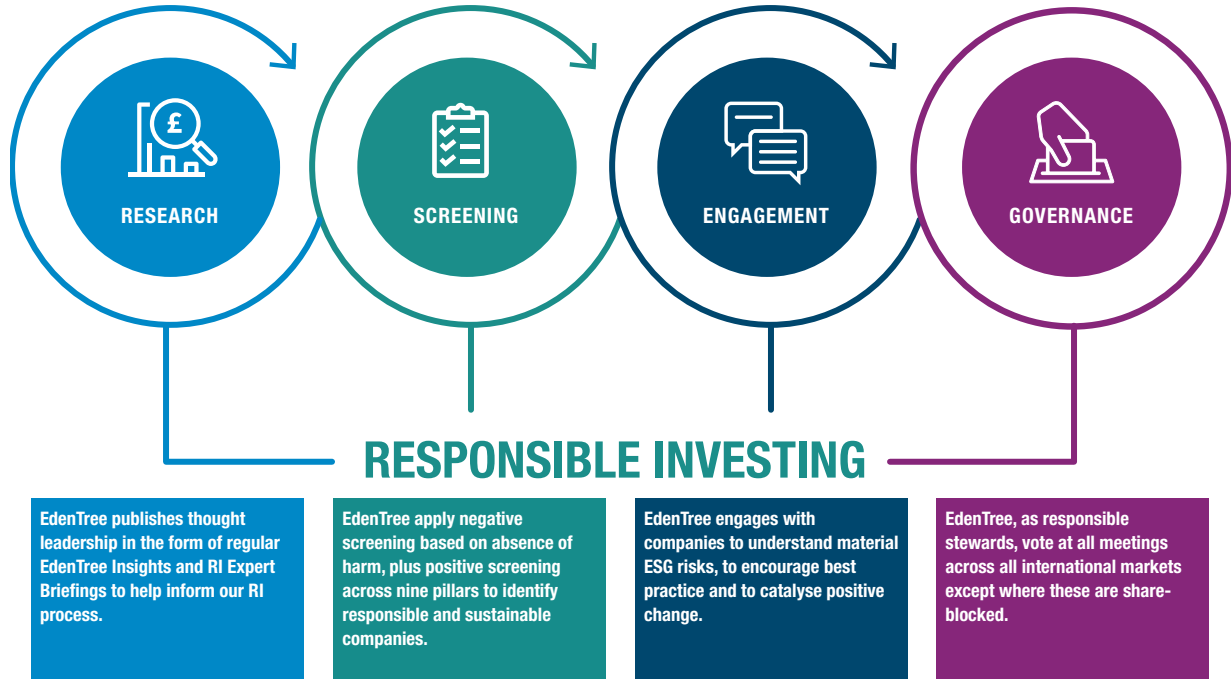 £
RESEARCH
SCREENING
ENGAGEMENT
GOVERNANCE
RESPONSIBLE INVESTING
EdenTree publishes thought
leadership in the form of regular
EdenTree Insights and RI Expert
Briefings to help inform our RI
process.
EdenTree apply negative
screening based on absence of
harm, plus positive screening
across nine pillars to identify
responsible and sustainable
companies.
EdenTree engages with
companies to understand material
ESG risks, to encourage best
practice and to catalyse positive
change.
EdenTree, as responsible
stewards, vote at all meetings
across all international markets
except where these are share-
blocked.